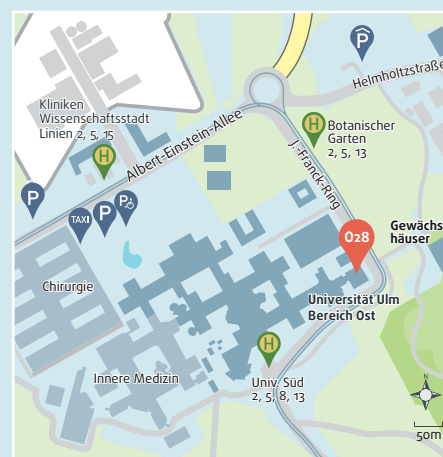 P
Helmholtzstraße
Kliniken
Wissenschaftsstadt
Linien 2, 5, 15
H
Albert-Einstein-Allee
H
Botanischer
Garten
2, 5, 13
J.-Franck-Ring
P
TAXI
P
P
O28
Gewächs
häuser
Chirurgie
Universität Ulm
Bereich Ost
H
Innere Medizin
Univ. Süd
2, 5, 8, 13
N
50m